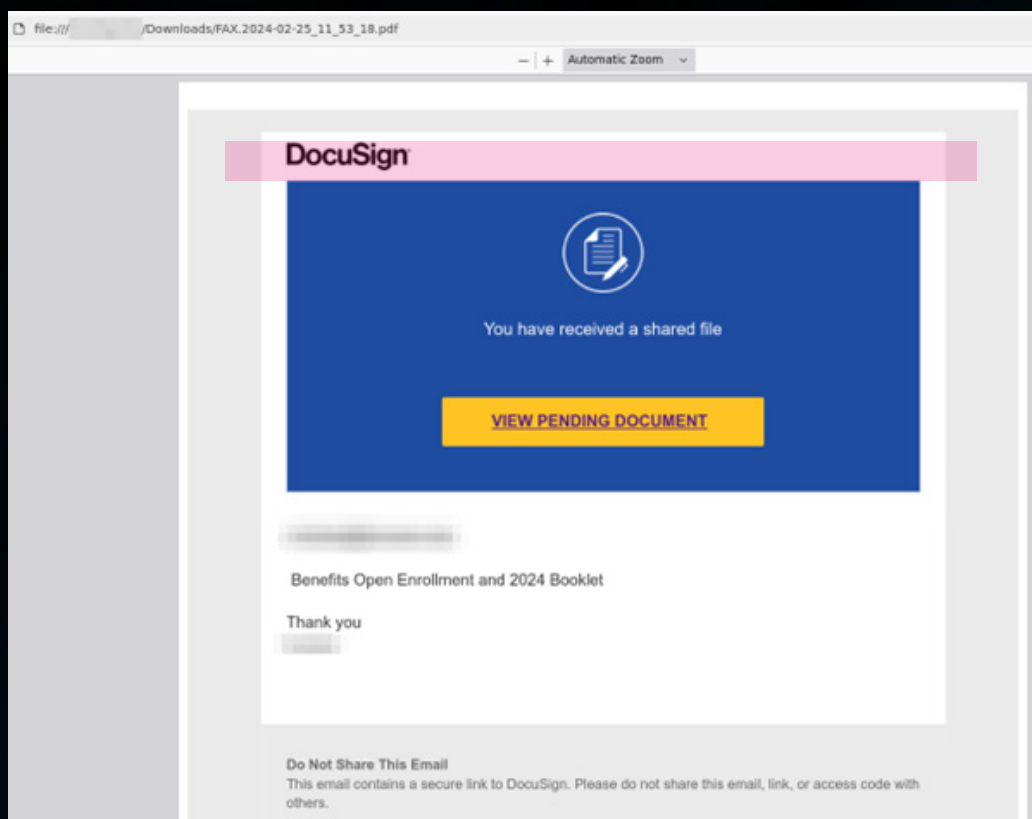 file:///
/Downloads/FAX.2024-02-25_11_53_18.pdf
− + Automatic Zoom
DocuSign
You have received a shared file
VIEW PENDING DOCUMENT
Benefits Open Enrollment and 2024 Booklet
Thank you
Do Not Share This Email
This email contains a secure link to DocuSign. Please do not share this email, link, or access code with
others.